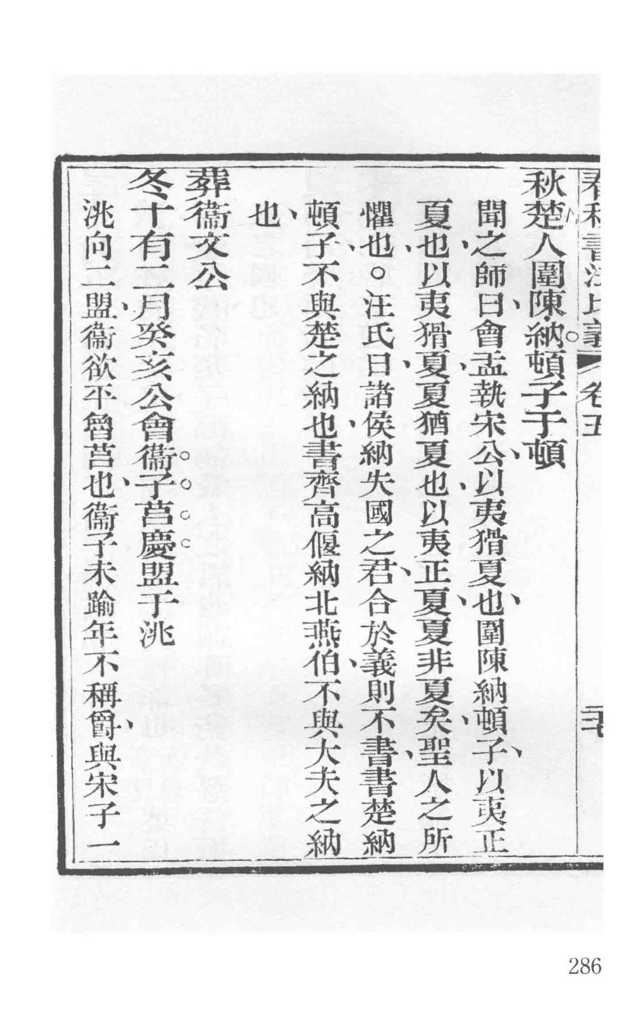 春秋書法氏義 卷五
秋楚人圍陳納頓子于頓
聞之師曰會盂執宋公以夷猾夏也圍陳納頓子以夷正
夏也以夷猾夏夏猶夏也以夷正夏夏非夏矣聖人之所
懼也。汪氏曰諸侯納失國之君合於義則不書書楚納
頓子不與楚之納也書齊高偃納北燕伯不與大夫之納
也
葬衞文公
冬十有二月癸亥公會衞子莒慶盟于洮
洮向二盟衞欲平魯莒也衞子未踰年不稱爵與宋子一
286